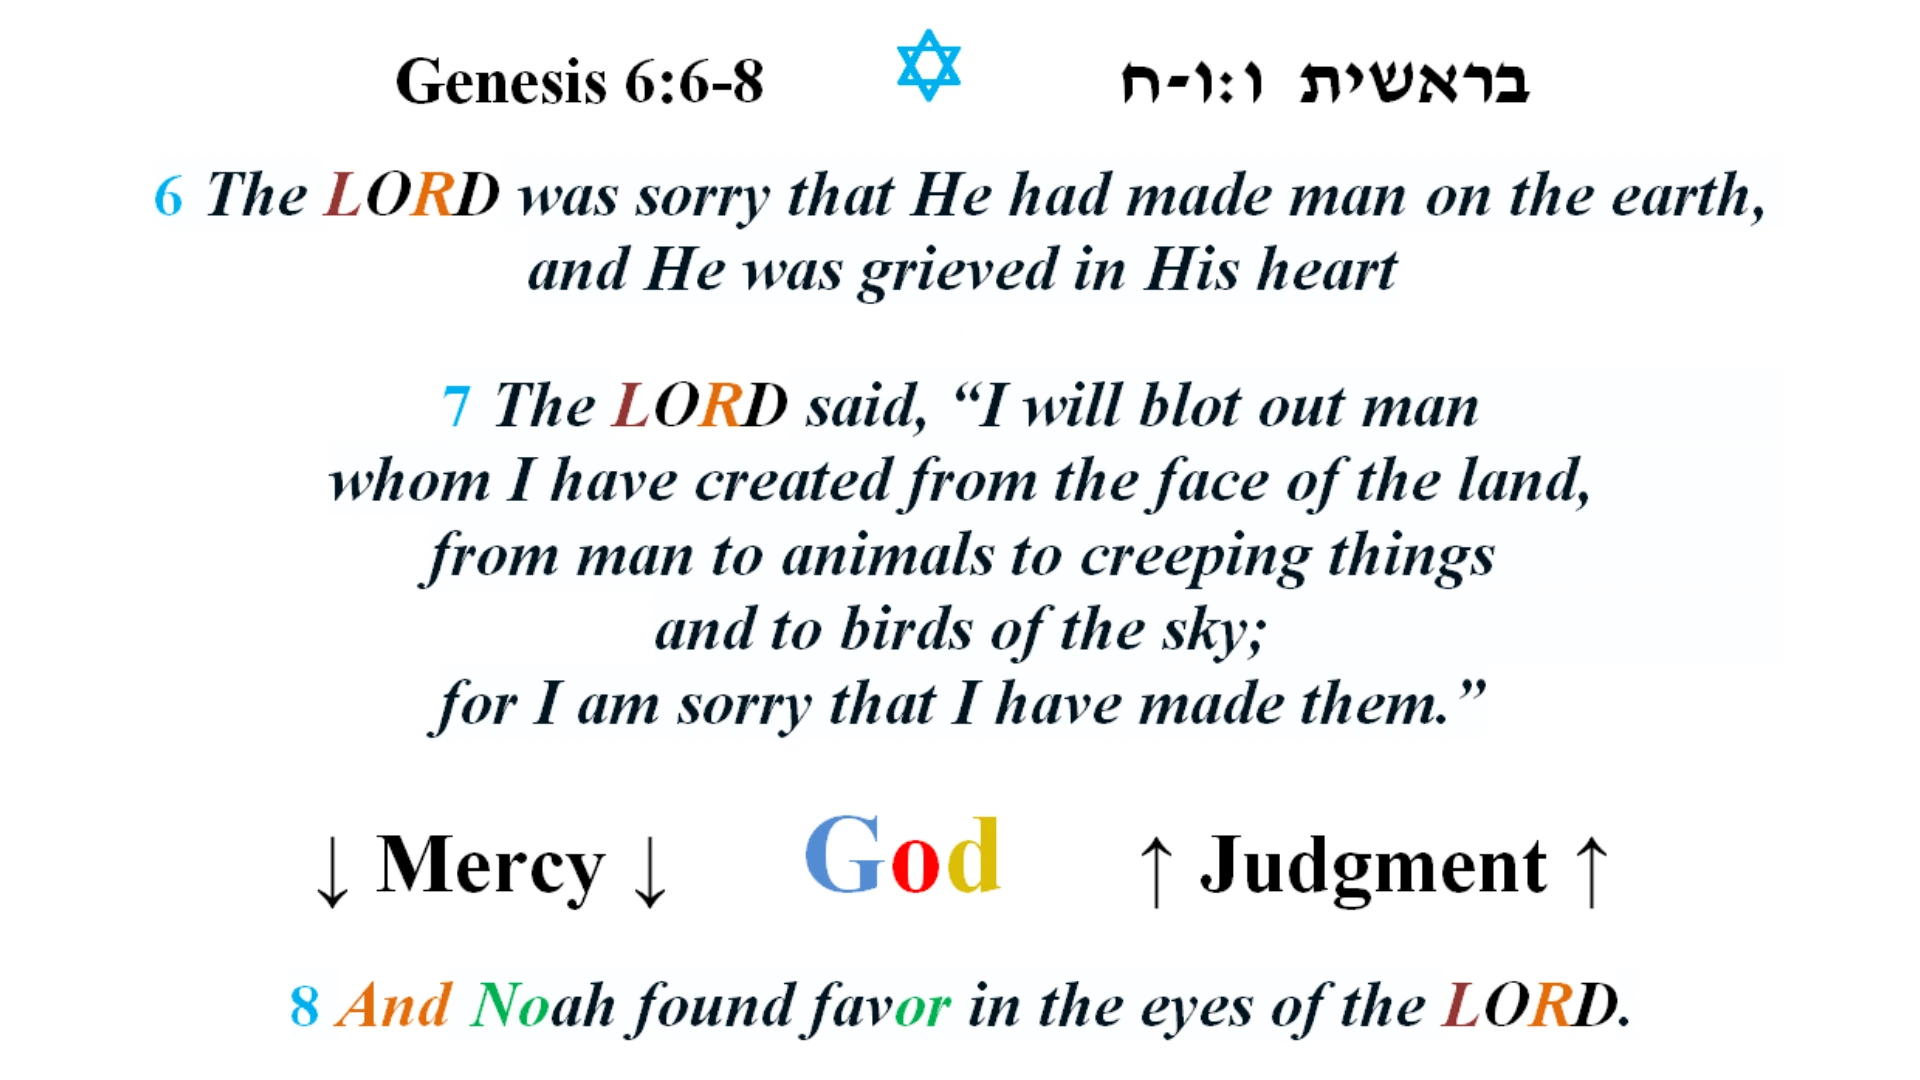 Genesis 6:6-8 ✡ בראשית ו:ו-ח
6 The LORD was sorry that He had made man on the earth,
and He was grieved in His heart
7 The LORD said, “I will blot out man
whom I have created from the face of the land,
from man to animals to creeping things
and to birds of the sky;
for I am sorry that I have made them.”
↓ Mercy ↓ God ↑ Judgment ↑
8 And Noah found favor in the eyes of the LORD.